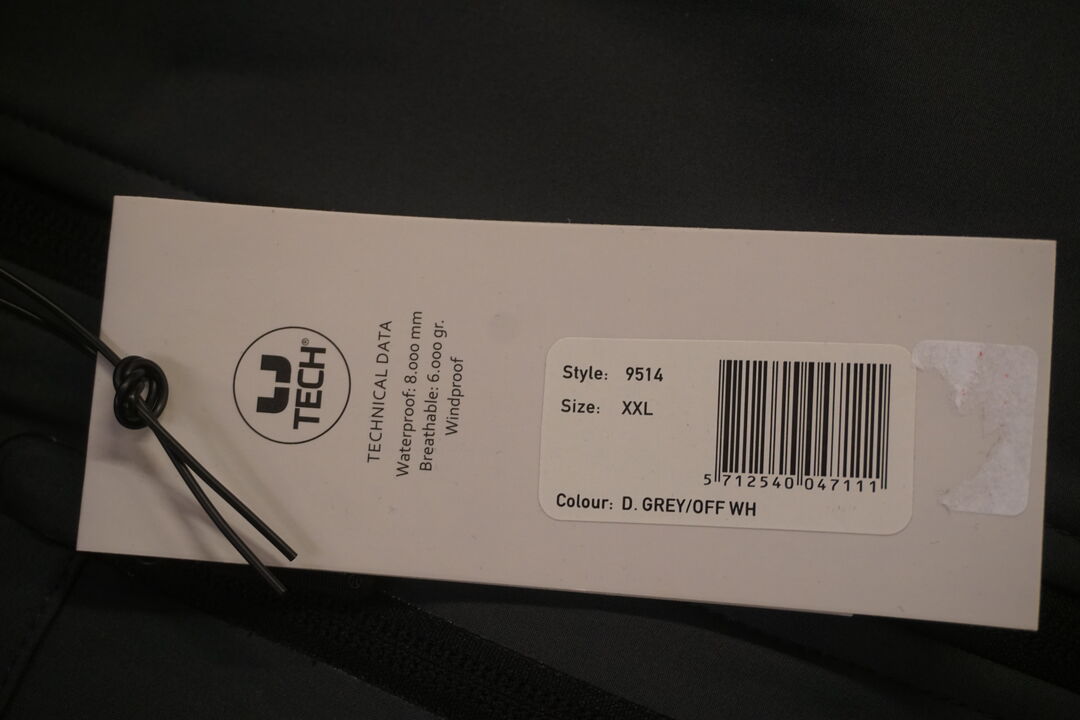 TECH®
TECHNICAL DATA
Waterproof: 8.000 mm
Breathable: 6.000 gr.
Windproof
Style: 9514
Size: XXL
5 712540 047111
Colour: D. GREY/OFF WH